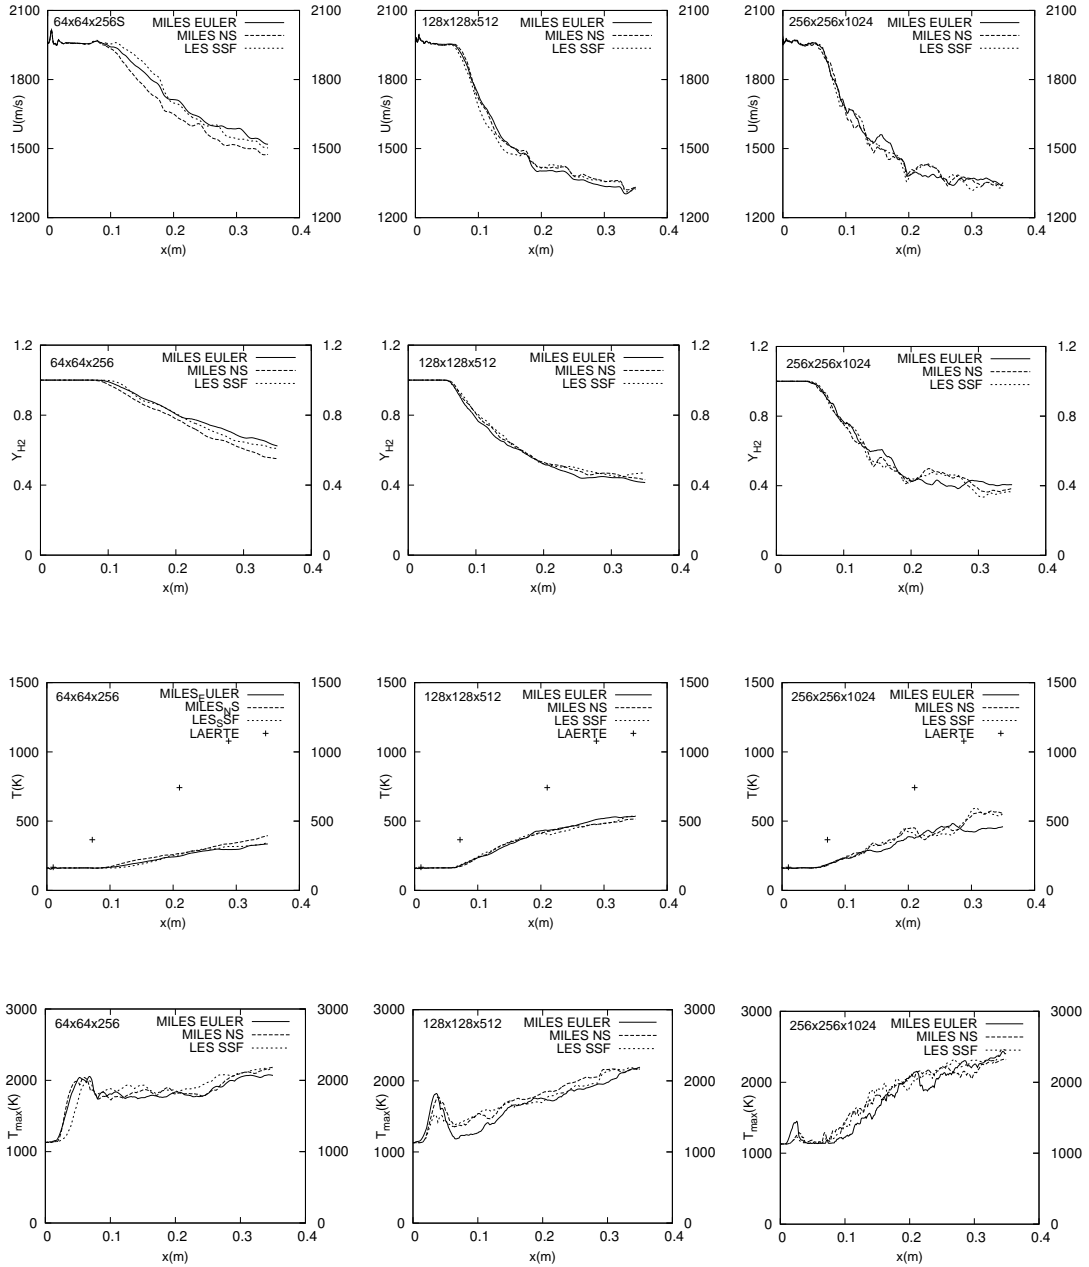 2100 2100 2100 2100 2100 2100
64x64x256S MILES EULER 128x128x512 MILES EULER 256x256x1024 MILES EULER
MILES NS MILES NS MILES NS
LES SSF LES SSF LES SSF
1800 1800 1800 1800 1800 1800
U(m/s) U(m/s) U(m/s)
1500 1500 1500 1500 1500 1500
1200 1200 1200 1200 1200 1200
0 0.1 0.2 0.3 0.4 0 0.1 0.2 0.3 0.4 0 0.1 0.2 0.3 0.4
x(m) x(m) x(m)
1.2 1.2 1.2 1.2 1.2 1.2
64x64x256 MILES EULER 128x128x512 MILES EULER 256x256x1024 MILES EULER
MILES NS MILES NS MILES NS
LES SSF LES SSF LES SSF
0.8 0.8 0.8 0.8 0.8 0.8
YH2 YH2 YH2
0.4 0.4 0.4 0.4 0.4 0.4
0 0 0 0 0 0
0 0.1 0.2 0.3 0.4 0 0.1 0.2 0.3 0.4 0 0.1 0.2 0.3 0.4
x(m) x(m) x(m)
1500 1500 1500 1500 1500 1500
64x64x256 MILESEULER 128x128x512 MILES EULER 256x256x1024 MILES EULER
MILESNS MILES NS MILES NS
LESSSF LES SSF LES SSF
LAERTE LAERTE LAERTE
1000 1000 1000 1000 1000 1000
T(K) T(K) T(K)
500 500 500 500 500 500
0 0 0 0 0 0
0 0.1 0.2 0.3 0.4 0 0.1 0.2 0.3 0.4 0 0.1 0.2 0.3 0.4
x(m) x(m) x(m)
3000 3000 3000 3000 3000 3000
64x64x256 MILES EULER 128x128x512 MILES EULER 256x256x1024 MILES EULER
MILES NS MILES NS MILES NS
LES SSF LES SSF LES SSF
2000 2000 2000 2000 2000 2000
Tmax(K) Tmax(K) Tmax(K)
1000 1000 1000 1000 1000 1000
0 0 0 0 0 0
0 0.1 0.2 0.3 0.4 0 0.1 0.2 0.3 0.4 0 0.1 0.2 0.3 0.4
x(m) x(m) x(m)